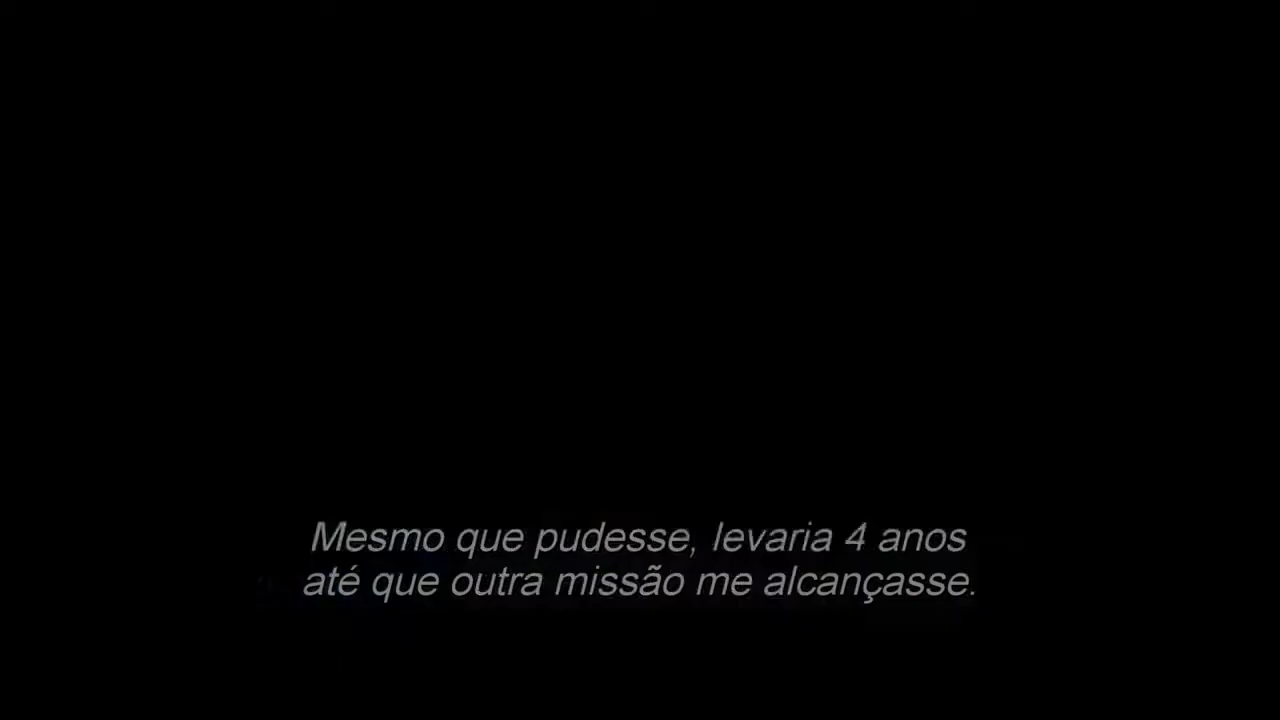 Mesmo que pudesse, levaria 4 anos
até que outra missão me alcançasse.